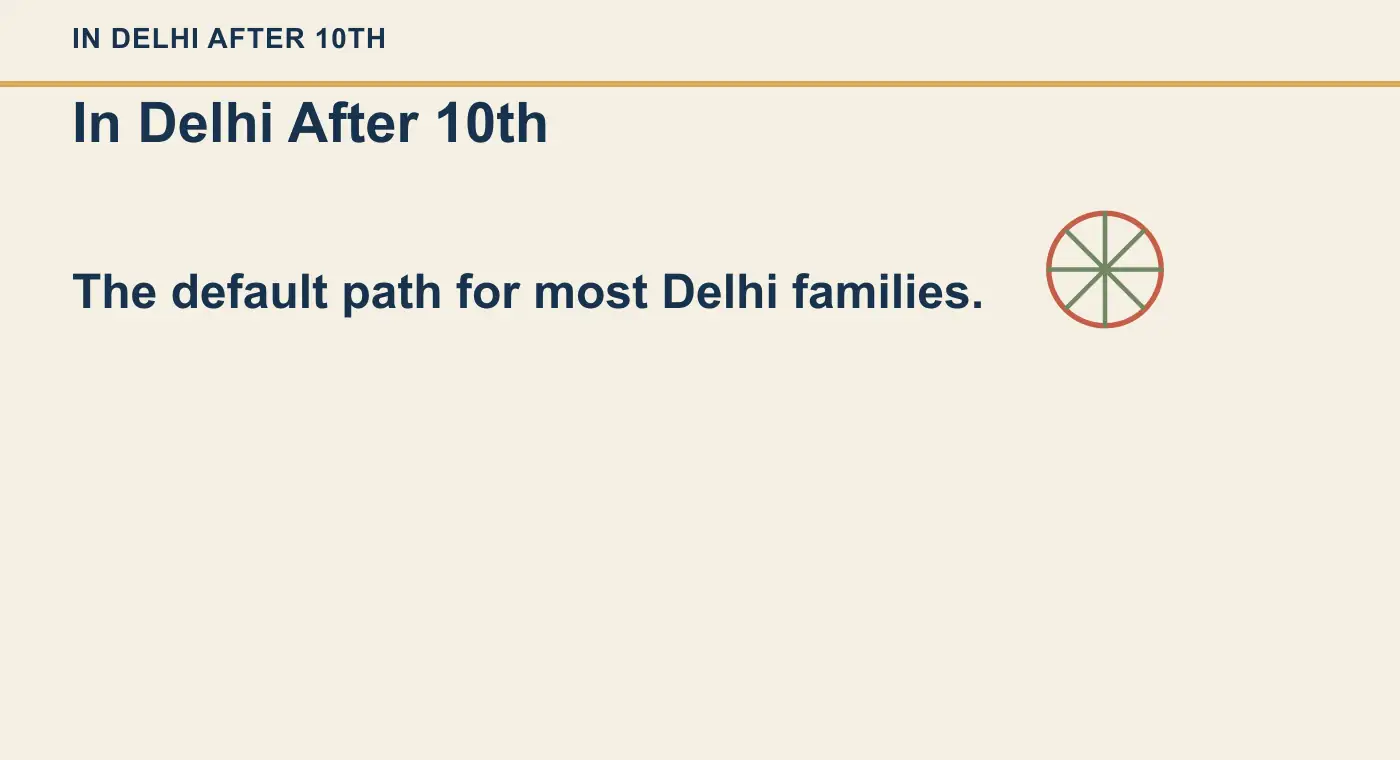 IN DELHI AFTER 10TH
In Delhi After 10th
The default path for most Delhi families.